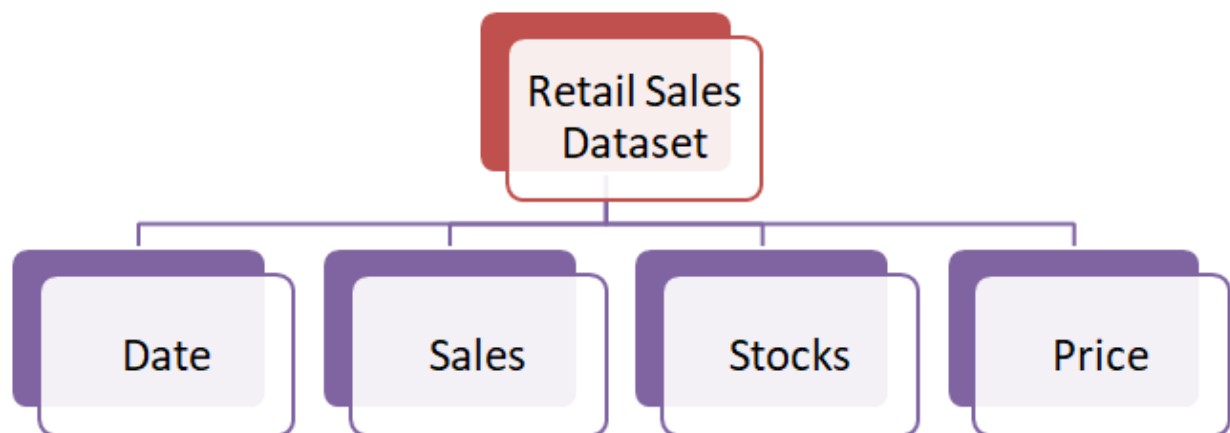 Retail Sales
Dataset
Date
Sales
Stocks
Price